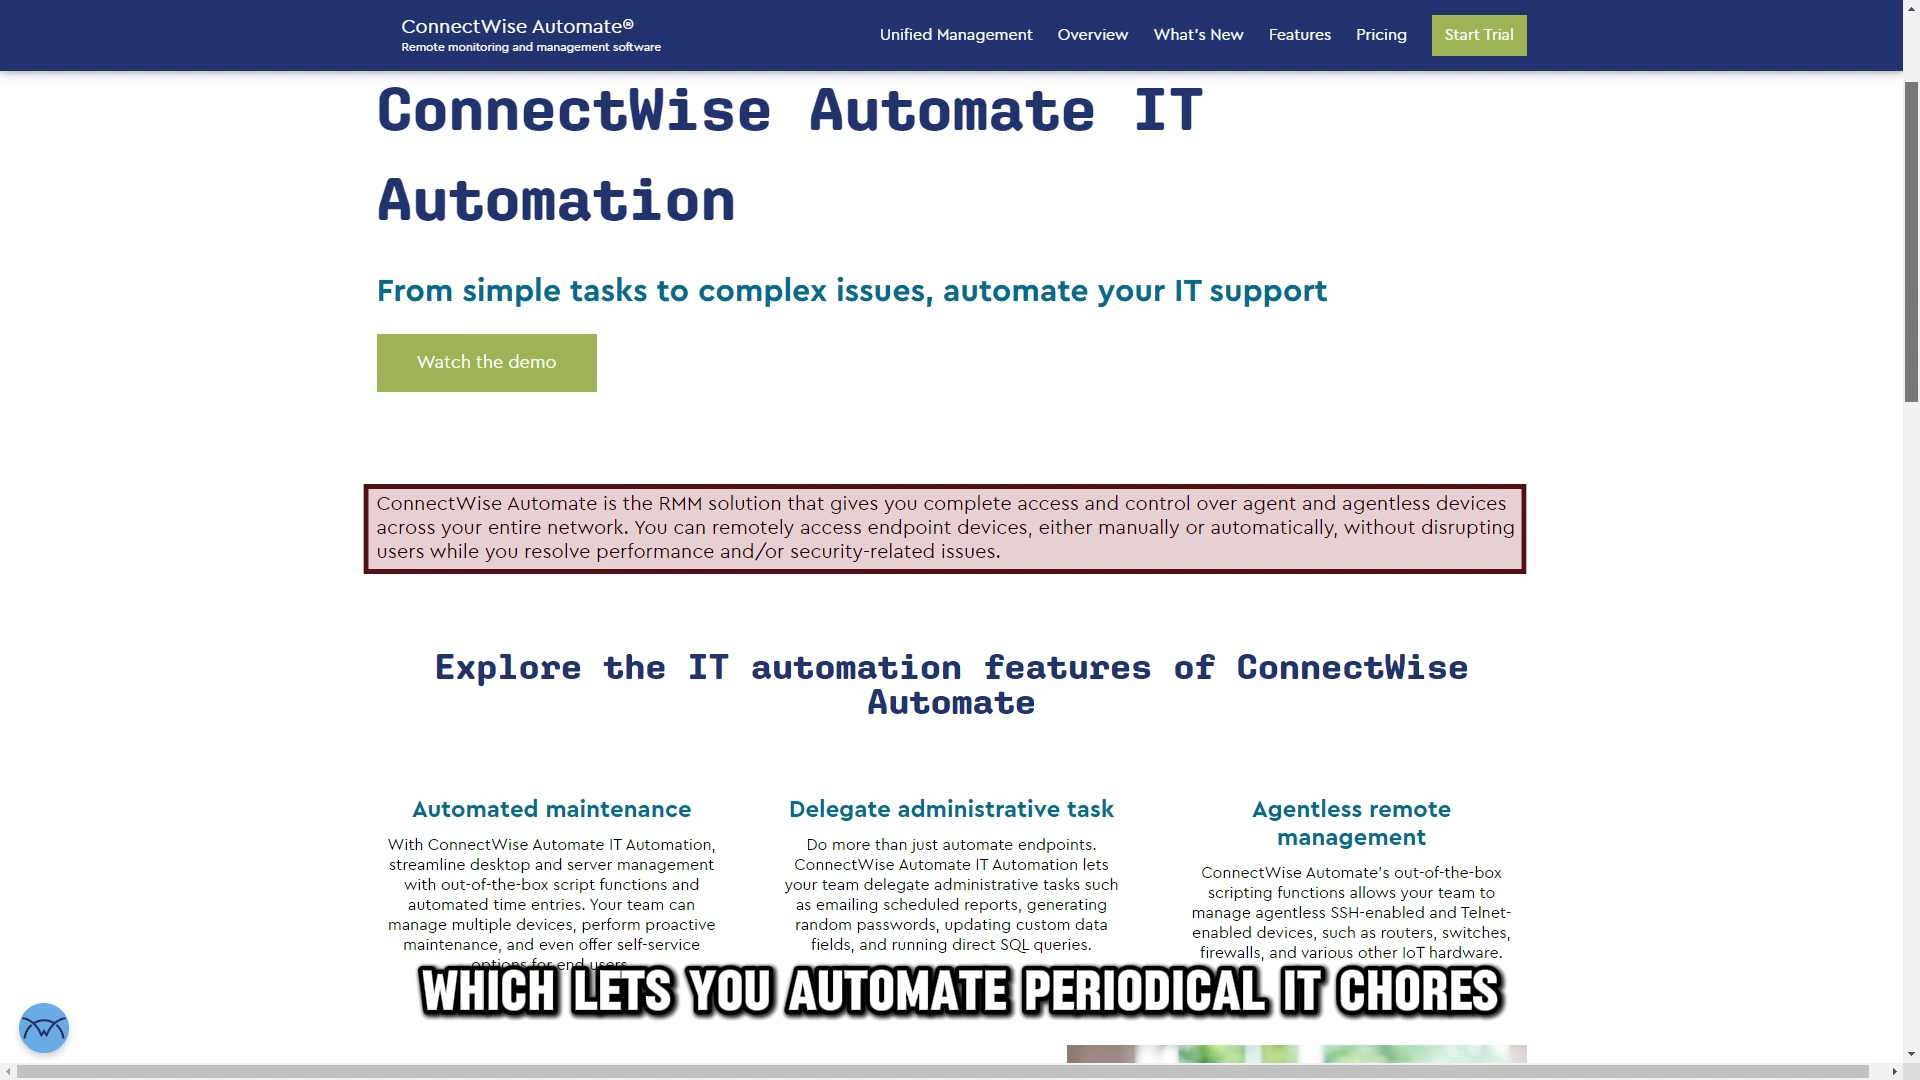 ConnectWise Automate®
Remote monitoring and management software
Unified Management
Overview
What's New
Features
Pricing
Start Trial
ConnectWise Automate IT
Automation
From simple tasks to complex issues, automate your IT support
Watch the demo
ConnectWise Automate is the RMM solution that gives you complete access and control over agent and agentless devices
across your entire network. You can remotely access endpoint devices, either manually or automatically, without disrupting
users while you resolve performance and/or security-related issues.
Explore the IT automation features of ConnectWise
Automate
Automated maintenance
With ConnectWise Automate IT Automation,
streamline desktop and server management
with out-of-the-box script functions and
automated time entries. Your team can
manage multiple devices, perform proactive
maintenance, and even offer self-service
options for end users.
Delegate administrative task
Do more than just automate endpoints.
ConnectWise Automate IT Automation lets
your team delegate administrative tasks such
as emailing scheduled reports, generating
random passwords, updating custom data
fields, and running direct SQL queries.
Agentless remote
management
ConnectWise Automate's out-of-the-box
scripting functions allows your team to
manage agentless SSH-enabled and Telnet-
enabled devices, such as routers, switches,
firewalls, and various other IoT hardware.
WHICH LETS YOU AUTOMATE PERIODICAL IT CHORES